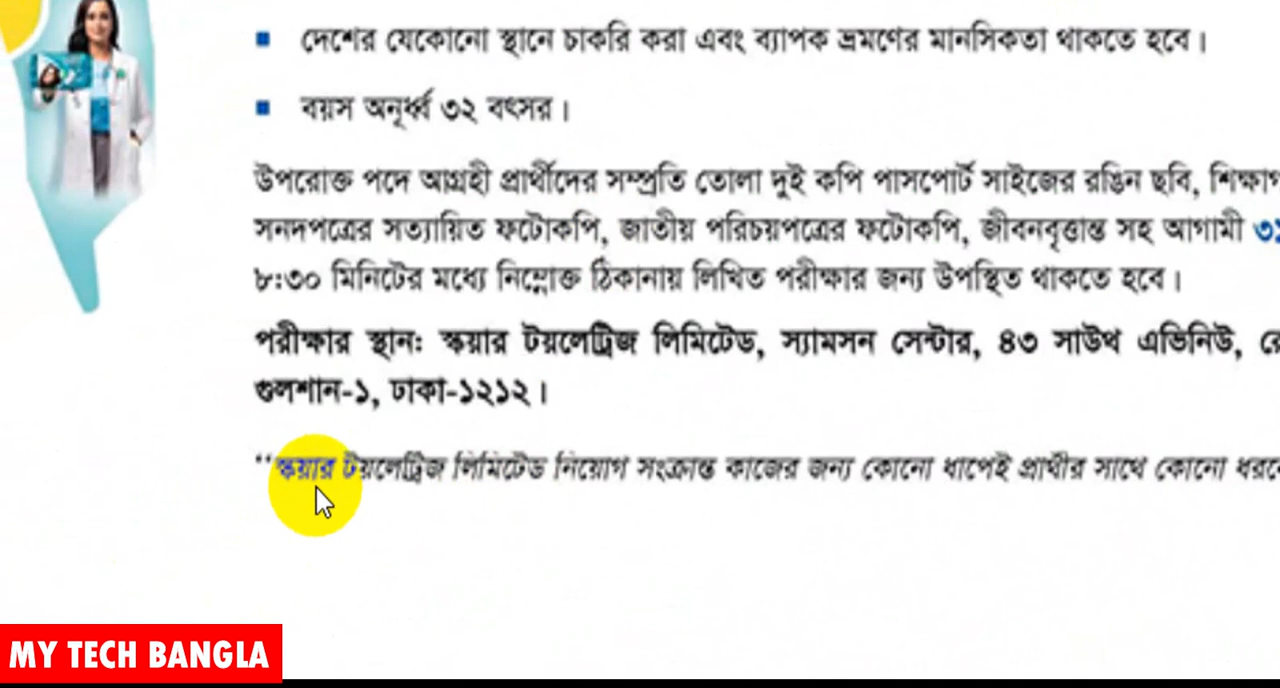 দেশের যেকোনো স্থানে চাকরি করা এবং ব্যাপক ভ্রমণের মানসিকতা থাকতে হবে।
বয়স অনূর্ধ্ব ৩২ বৎসর।
উপরোক্ত পদে আগ্রহী প্রার্থীদের সম্প্রতি তোলা দুই কপি পাসপোর্ট সাইজের রঙিন ছবি,
সনদপত্রের সত্যায়িত ফটোকপি, জাতীয় পরিচয়পত্রের ফটোকপি, জীবনবৃত্তান্ত সহ আগামী
৮:৩০ মিনিটের মধ্যে নিম্নোক্ত ঠিকানায় লিখিত পরীক্ষার জন্য উপস্থিত থাকতে হবে।
পরীক্ষার স্থান: স্কয়ার টয়লেট্রিজ লিমিটেড, স্যামসন সেন্টার, ৪৩ সাউথ এভিনিউ,
গুলশান-১, ঢাকা-১২১২।
“স্কয়ার টয়লেট্রিজ লিমিটেড নিয়োগ সংক্রান্ত কাজের জন্য কোনো ধাপেই প্রার্থীর সাথে কোনো
MY TECH BANGLA